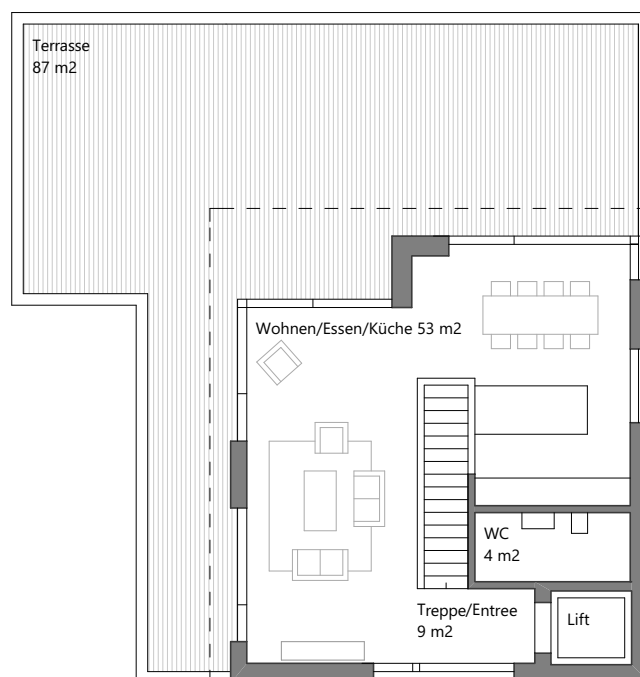 Terrasse
87 m2
Wohnen/Essen/Küche 53 m2
WC
4 m2
Treppe/Entree
9 m2
Lift